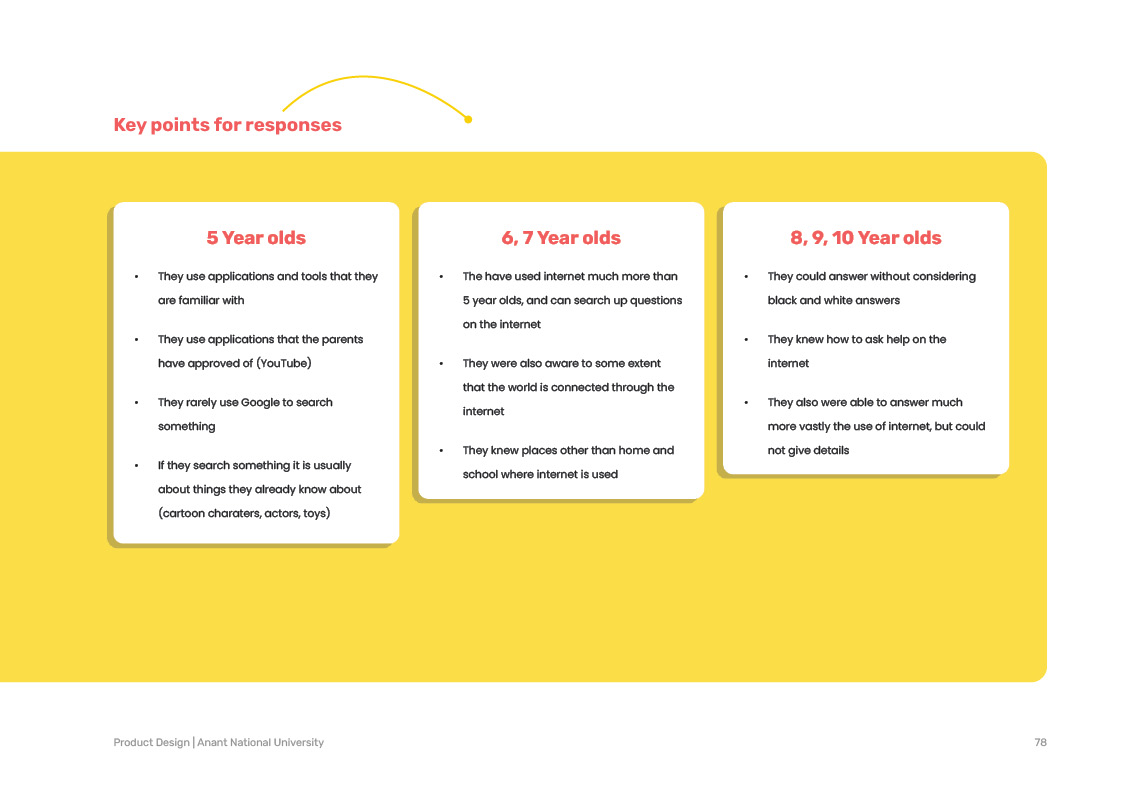 Key points for responses
5 Year olds
• They use applications and tools that they
are familiar with
• They use applications that the parents
have approved of (YouTube)
• They rarely use Google to search
something
• If they search something it is usually
about things they already know about
(cartoon charaters, actors, toys)
6, 7 Year olds
• The have used internet much more than
5 year olds, and can search up questions
on the internet
• They were also aware to some extent
that the world is connected through the
internet
• They knew places other than home and
school where internet is used
8, 9, 10 Year olds
• They could answer without considering
black and white answers
• They knew how to ask help on the
internet
• They also were able to answer much
more vastly the use of internet, but could
not give details
Product Design | Anant National University
78